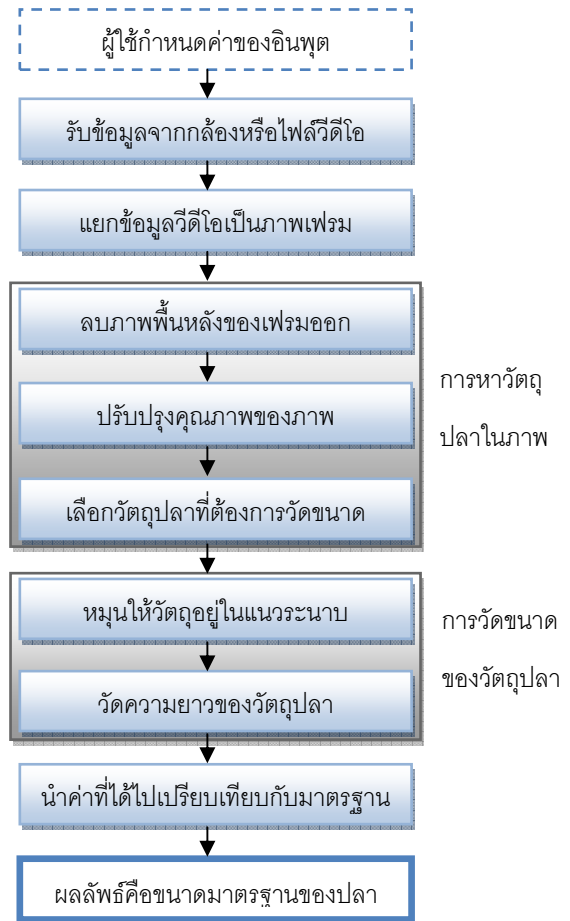 ผู้ใช้กำหนดค่าของอินพุต
รับข้อมูลจากกล้องหรือไฟล์วีดีโอ
แยกข้อมูลวีดีโอเป็นภาพเฟรม
ลบภาพพื้นหลังของเฟรมออก
ปรับปรุงคุณภาพของภาพ
เลือกวัตถุปลาที่ต้องการวัดขนาด
การหาวัตถุ
ปลาในภาพ
หมุนให้วัตถุอยู่ในแนวระนาบ
วัดความยาวของวัตถุปลา
การวัดขนาด
ของวัตถุปลา
นำค่าที่ได้ไปเปรียบเทียบกับมาตรฐาน
ผลลัพธ์คือขนาดมาตรฐานของปลา